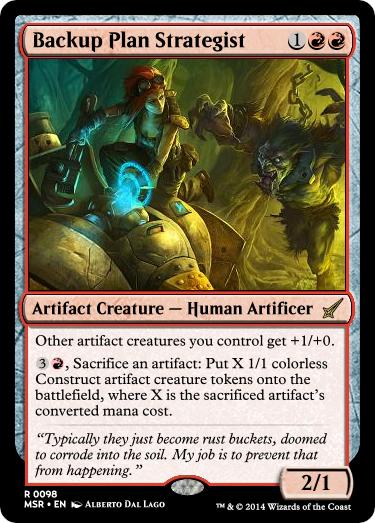 Backup Plan Strategist 1
Artifact Creature — Human Artificer
Other artifact creatures you control get +1/+0.
3, Sacrifice an artifact: Put X 1/1 colorless
Construct artifact creature tokens onto the
battlefield, where X is the sacrificed artifact's
converted mana cost.
“Typically they just become rust buckets, doomed
to corrode into the soil. My job is to prevent that
from happening.”
2/1
R 0098
MSR • EN Alberto Dal Lago
™ & © 2014 Wizards of the Coast